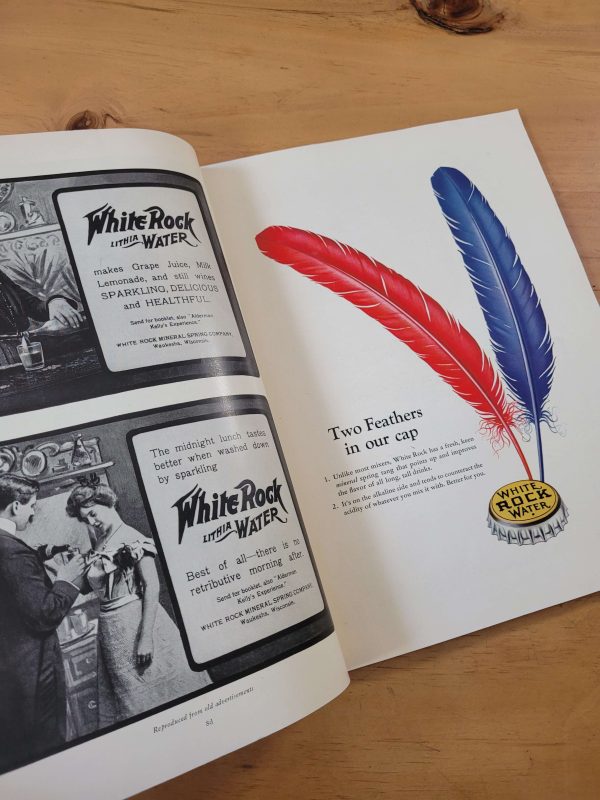 White Rock
LITHIA WATER
makes Grape Juice, Milk,
Lemonade, and still wines
SPARKLING, DELICIOUS
and HEALTHFUL.
Send for booklet, also "Alderman
Kelly's Experience."
WHITE ROCK MINERAL SPRING COMPANY,
Waukesha, Wisconsin.
The midnight lunch tastes
better when washed down
by sparkling
White Rock
LITHIA WATER
Best of all—there is no
retributive morning after.
Send for booklet, also "Alderman
Kelly's Experience."
WHITE ROCK MINERAL SPRING COMPANY,
Waukesha, Wisconsin.
Reproduced from old advertisements
84
Two Feathers
in our cap
1. Unlike most mixers, White Rock has a fresh, keen
mineral spring tang that points up and improves
the flavor of all long, tall drinks.
2. It's on the alkaline side and tends to counteract the
acidity of whatever you mix it with. Better for you.
WHITE
ROCK
WATER